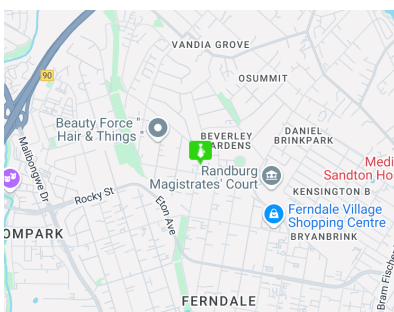 VANDIA GROVE
OSUMMIT
90
Beauty Force "
Hair & Things
BEVERLEY
GARDENS
DANIEL
BRINKPARK
Malibongwe Dr
Randburg
Magistrates' Court
Medi
Sandton Ho
KENSINGTON B
Rocky St
Eton Ave
Ferndale Village
Shopping Centre
OMPARK
BRYANBRINK
Bram Fischer
FERNDALE